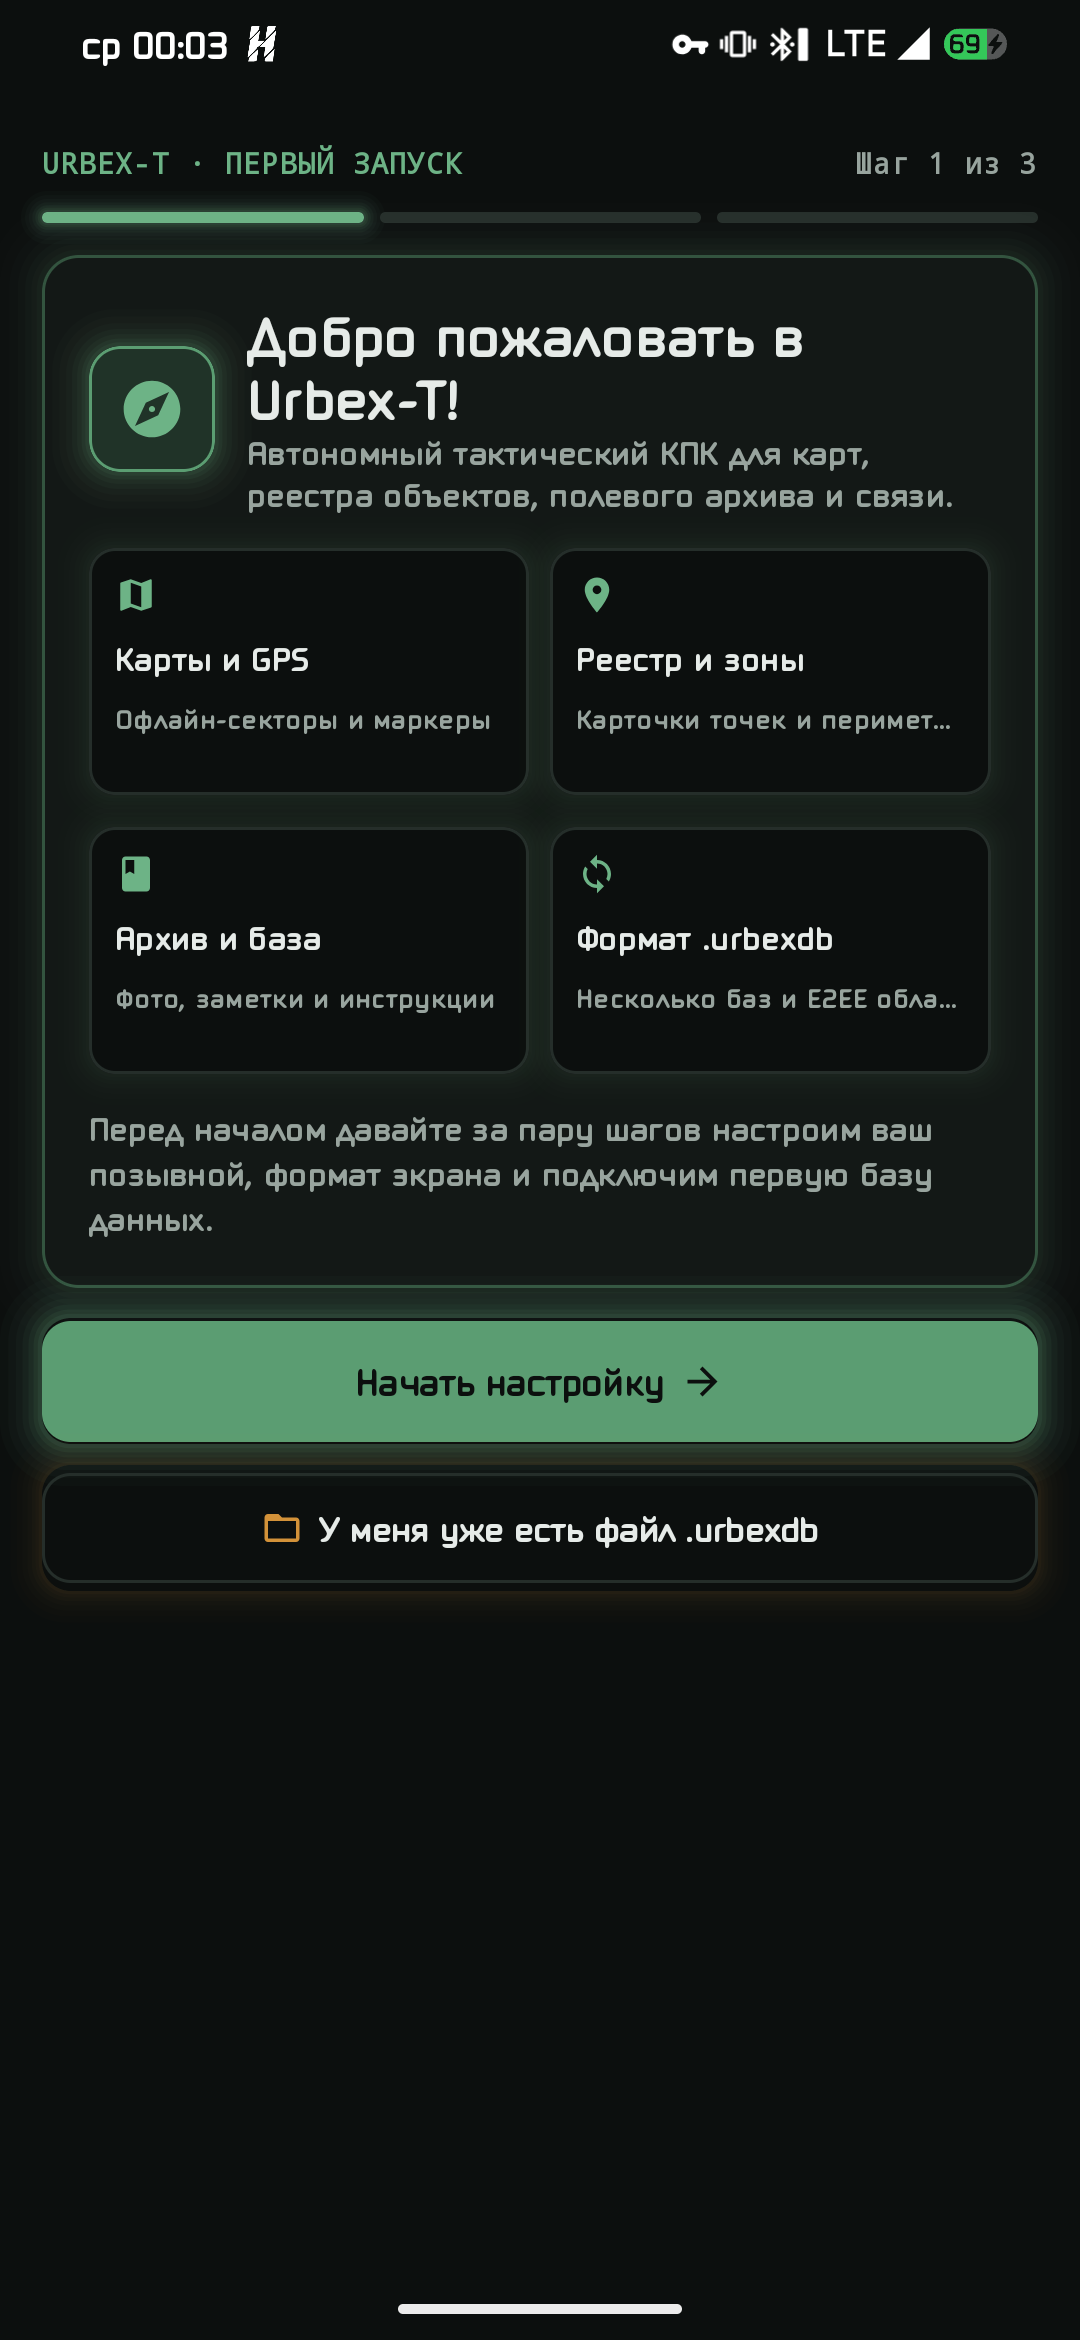 ср 00:03
LTE 69
URBEX-T · ПЕРВЫЙ ЗАПУСК
Шаг 1 из 3
Добро пожаловать в
Urbex-T!
Автономный тактический КПК для карт,
реестра объектов, полевого архива и связи.
Карты и GPS
Офлайн-секторы и маркеры
Реестр и зоны
Карточки точек и перимет...
Архив и база
Фото, заметки и инструкции
Формат .urbexdb
Несколько баз и E2EE обла...
Перед началом давайте за пару шагов настроим ваш
позывной, формат экрана и подключим первую базу
данных.
Начать настройку →
У меня уже есть файл .urbexdb